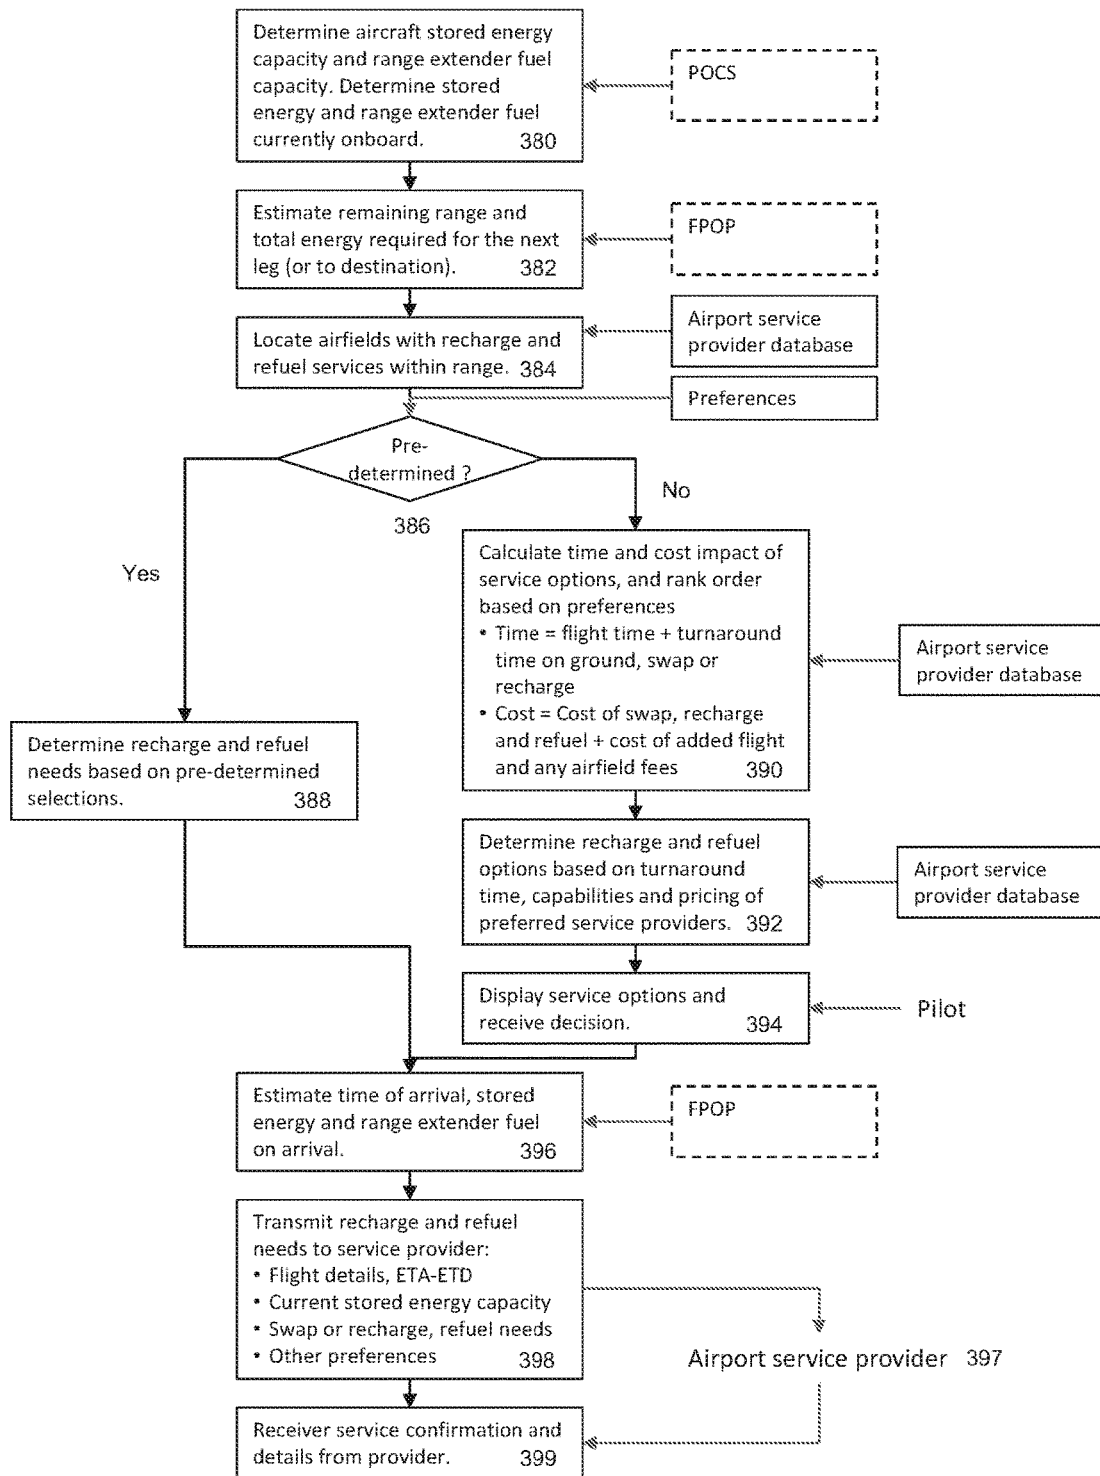 Determine aircraft stored energy
capacity and range extender fuel
capacity. Determine stored
energy and range extender fuel
currently onboard. 380
POCS
Estimate remaining range and
total energy required for the next
leg (or to destination). 382
FPOP
Locate airfields with recharge and
refuel services within range. 384
Airport service
provider database
Preferences
Pre-
determined ?
386
Yes
No
Calculate time and cost impact of
service options, and rank order
based on preferences
• Time = flight time + turnaround
time on ground, swap or
recharge
• Cost = Cost of swap, recharge
and refuel + cost of added flight
and any airfield fees 390
Airport service
provider database
Determine recharge and refuel
needs based on pre-determined
selections. 388
Determine recharge and refuel
options based on turnaround
time, capabilities and pricing of
preferred service providers. 392
Airport service
provider database
Display service options and
receive decision. 394
Pilot
Estimate time of arrival, stored
energy and range extender fuel
on arrival. 396
FPOP
Transmit recharge and refuel
needs to service provider:
• Flight details, ETA-ETD
• Current stored energy capacity
• Swap or recharge, refuel needs
• Other preferences 398
Airport service provider 397
Receiver service confirmation and
details from provider. 399